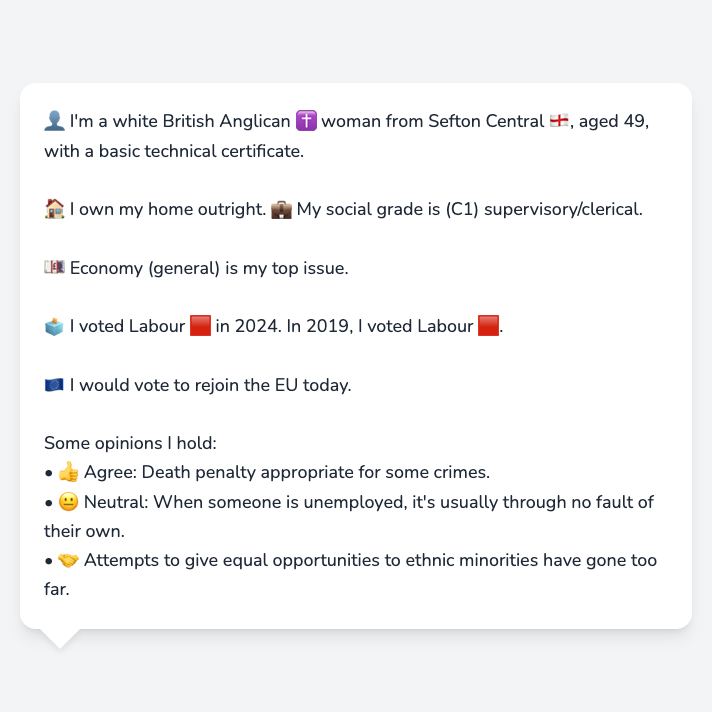 👤 I'm a white British Anglican ✝️ woman from Sefton Central 🏴󠁧󠁢󠁥󠁮󠁧󠁿, aged 49,
with a basic technical certificate.
🏠 I own my home outright. 💼 My social grade is (C1) supervisory/clerical.
💷 Economy (general) is my top issue.
🗳️ I voted Labour 🟥 in 2024. In 2019, I voted Labour 🟥.
🇪🇺 I would vote to rejoin the EU today.
Some opinions I hold:
• 👍 Agree: Death penalty appropriate for some crimes.
• 😐 Neutral: When someone is unemployed, it's usually through no fault of
their own.
• 🤝 Attempts to give equal opportunities to ethnic minorities have gone too
far.